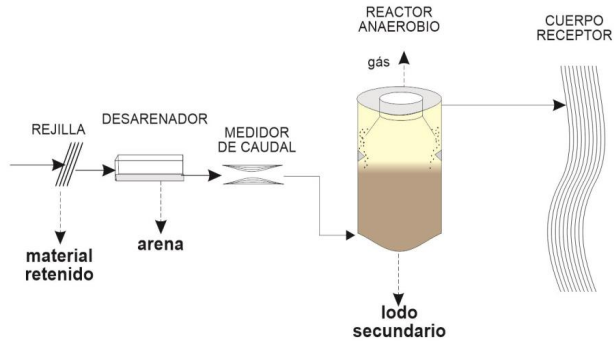 REACTOR
ANAEROBIO
CUERPO
RECEPTOR
gás
REJILLA
DESARENADOR
MEDIDOR
DE CAUDAL
material
retenido
arena
lodo
secundario